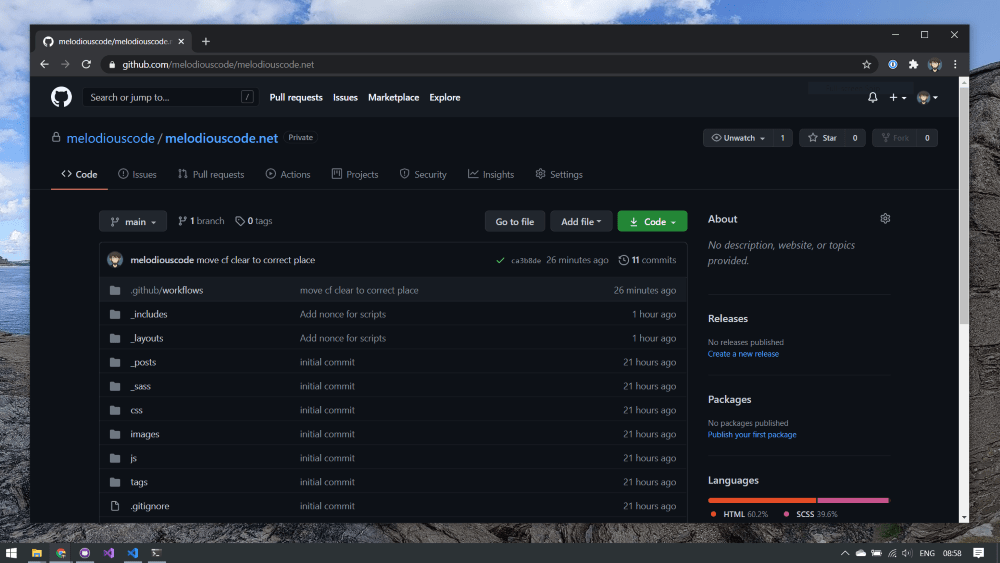 melodiouscode/melodiouscode.n
github.com/melodiouscode/melodiouscode.net
Search or jump to... /
Pull requests Issues Marketplace Explore
melodiouscode / melodiouscode.net Private
Unwatch 1 Star 0 Fork 0
Code Issues Pull requests Actions Projects Security Insights Settings
main 1 branch 0 tags Go to file Add file Code
melodiouscode move cf clear to correct place ca3b8de 26 minutes ago 11 commits
.github/workflows move cf clear to correct place 26 minutes ago
_includes Add nonce for scripts 1 hour ago
_layouts Add nonce for scripts 1 hour ago
_posts initial commit 21 hours ago
_sass initial commit 21 hours ago
css initial commit 21 hours ago
images initial commit 21 hours ago
js initial commit 21 hours ago
tags initial commit 21 hours ago
.gitignore initial commit 21 hours ago
About
No description, website, or topics
provided.
Releases
No releases published
Create a new release
Packages
No packages published
Publish your first package
Languages
HTML 60.2% SCSS 39.6%
ENG 08:58